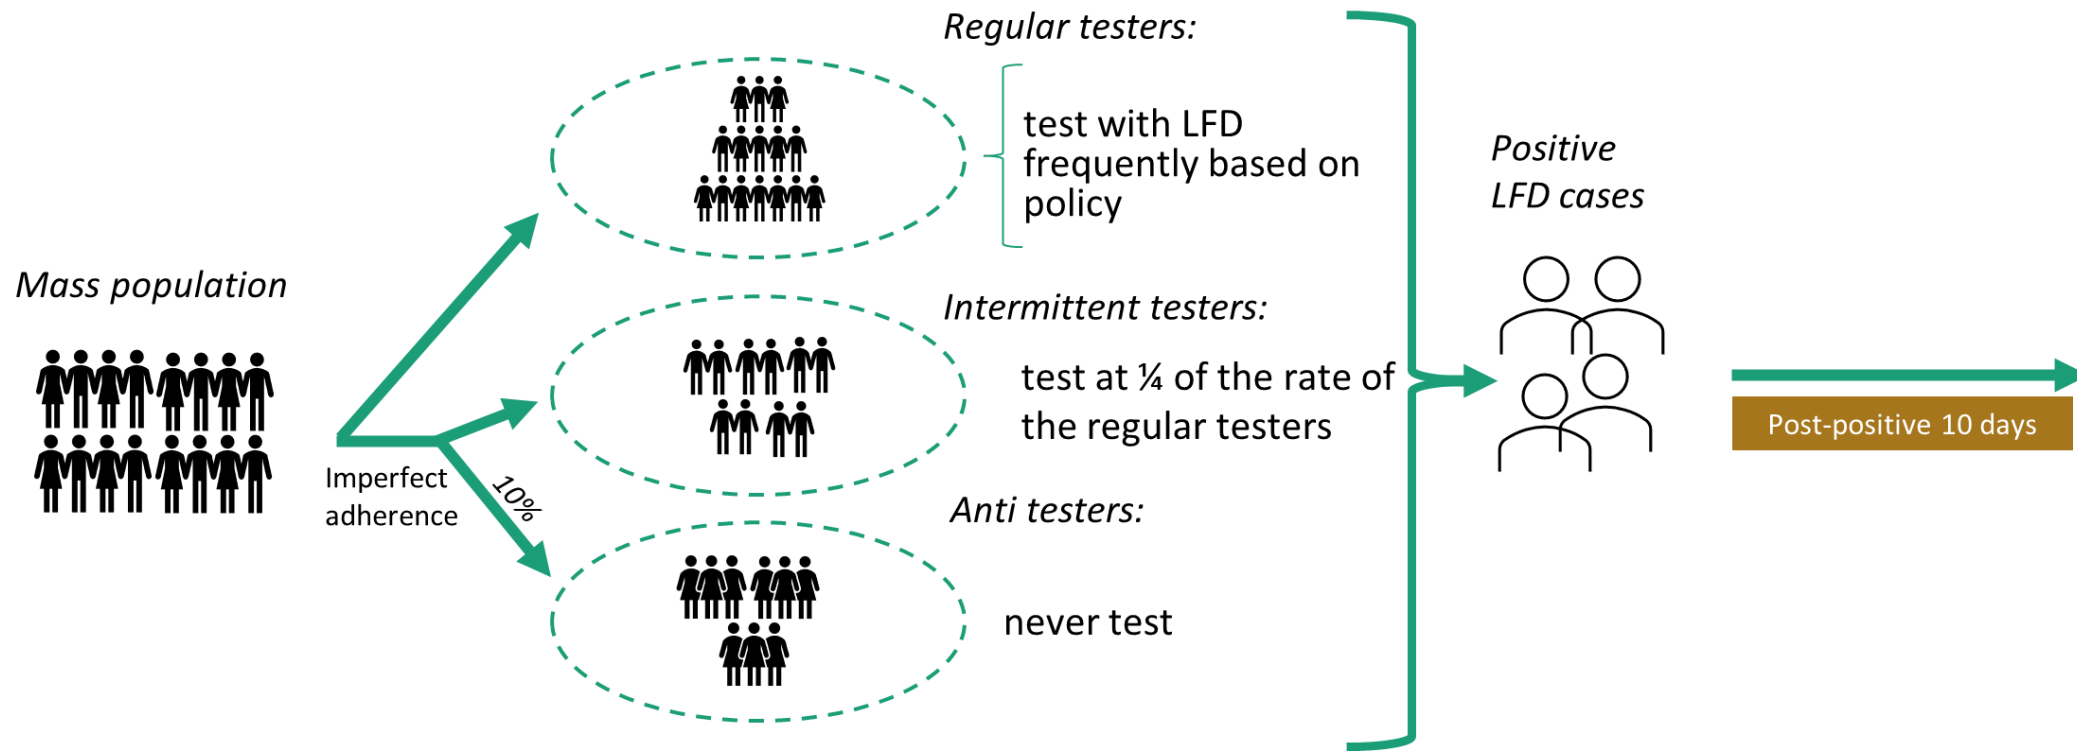 Mass population
Imperfect
adherence
10%
Regular testers:
test with LFD
frequently based on
policy
Intermittent testers:
test at ¼ of the rate of
the regular testers
Anti testers:
never test
Positive
LFD cases
Post-positive 10 days